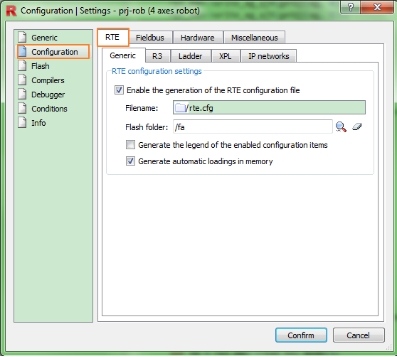 Configuration | Settings - prj-rob (4 axes robot)
Generic
Configuration
Flash
Compilers
Debugger
Conditions
Info
RTE
Fieldbus
Hardware
Miscellaneous
Generic
R3
Ladder
XPL
IP networks
RTE configuration settings
Enable the generation of the RTE configuration file
Filename:
/rte.cfg
Flash folder:
/fa
Generate the legend of the enabled configuration items
Generate automatic loadings in memory
Confirm
Cancel